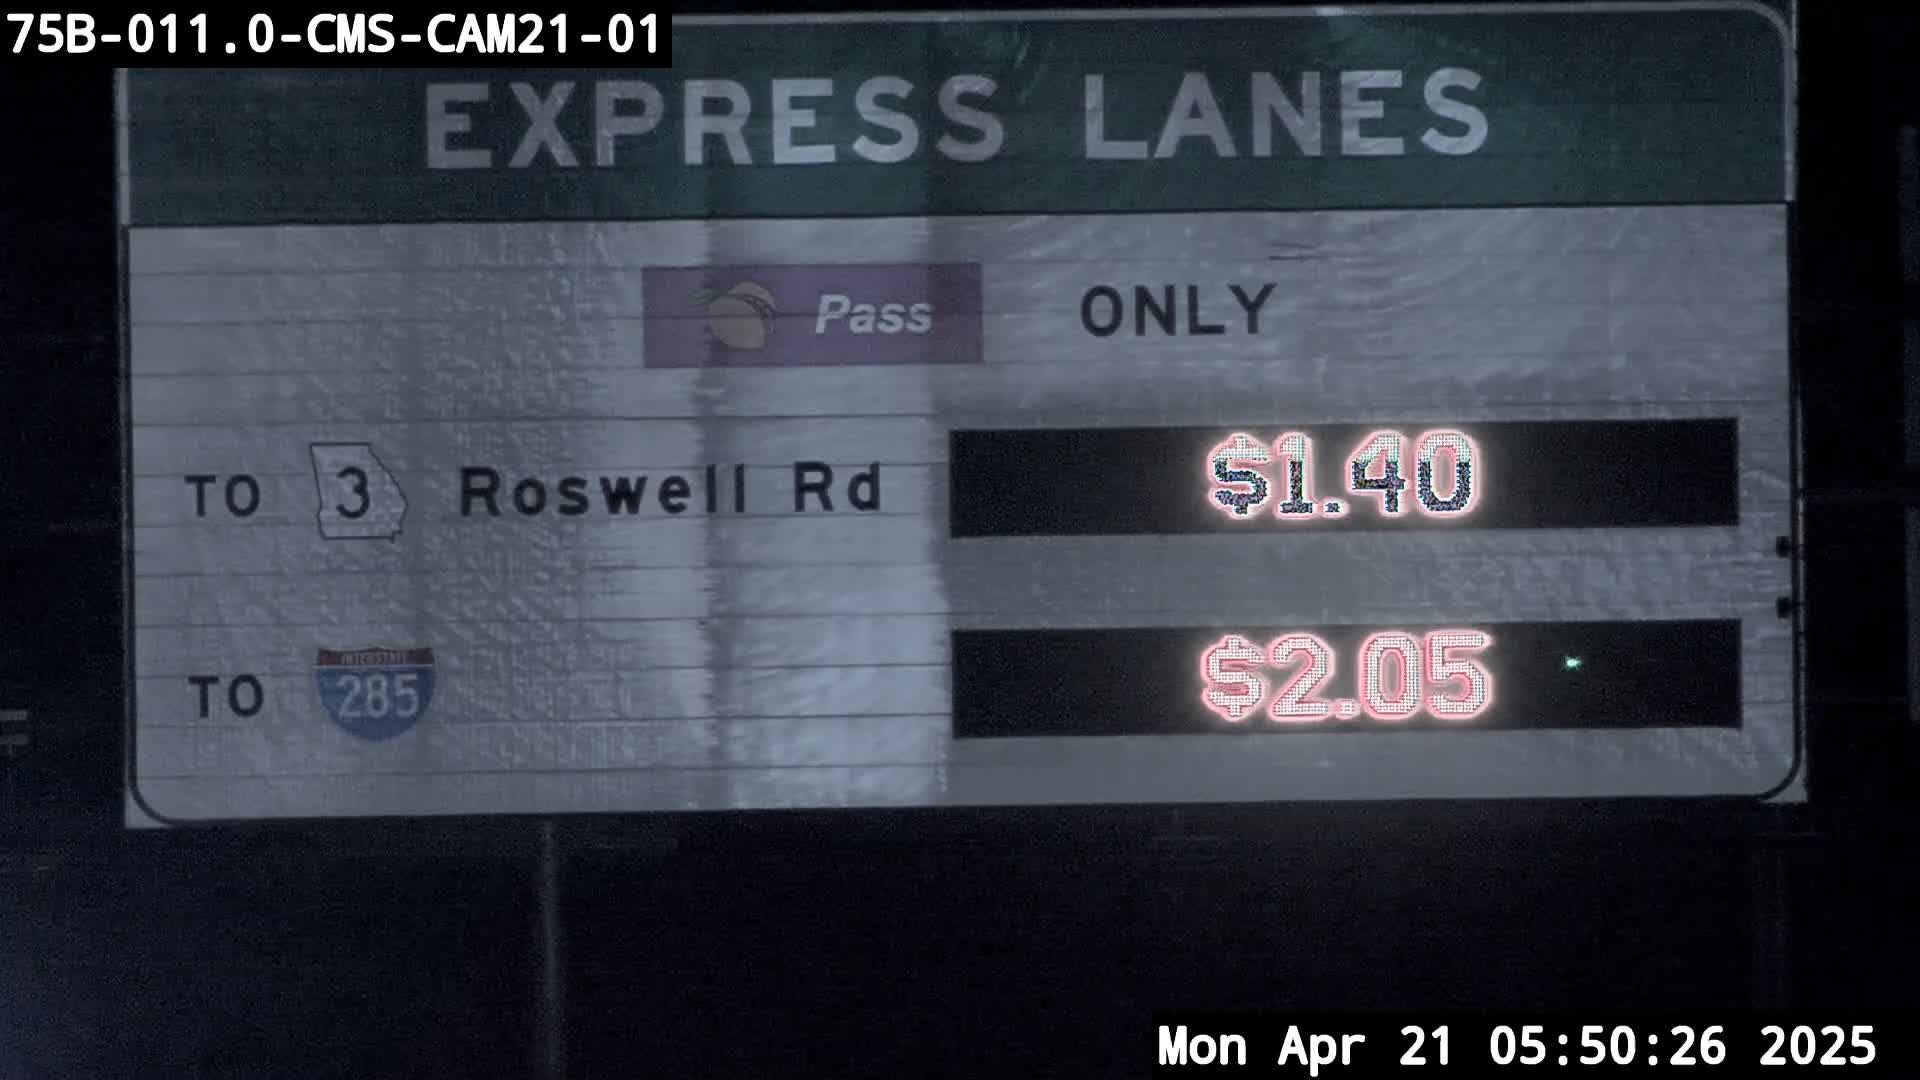 75B-011.0-CMS-CAM21-01
EXPRESS LANES
Pass ONLY
TO 3 Roswell Rd $1.40
INTERSTATE
TO 285 $2.05
Mon Apr 21 05:50:26 2025